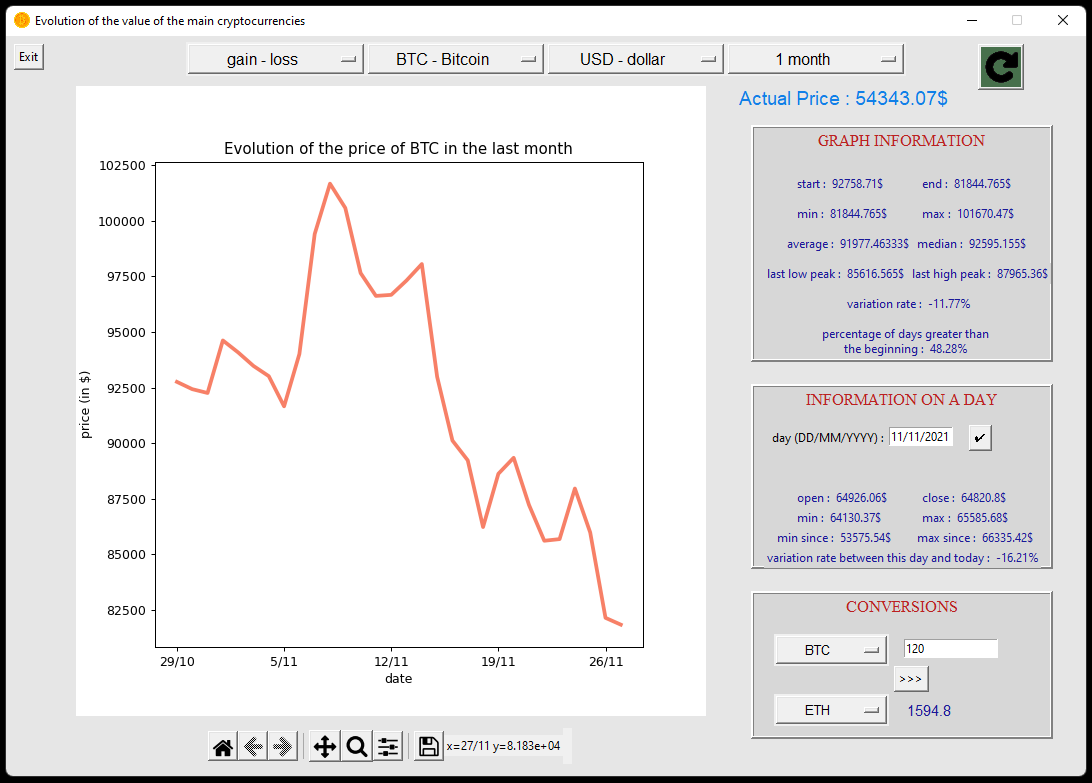 Evolution of the value of the main cryptocurrencies
Exit
gain - loss
BTC - Bitcoin
USD - dollar
1 month
Actual Price : 54343.07$
Evolution of the price of BTC in the last month
102500
100000
97500
95000
92500
90000
87500
85000
82500
price (in $)
29/10 5/11 12/11 19/11 26/11
date
x=27/11 y=8.183e+04
GRAPH INFORMATION
start : 92758.71$ end : 81844.765$
min : 81844.765$ max : 101670.47$
average : 91977.46333$ median : 92595.155$
last low peak : 85616.565$ last high peak : 87965.36$
variation rate : -11.77%
percentage of days greater than
the beginning : 48.28%
INFORMATION ON A DAY
day (DD/MM/YYYY) : 11/11/2021 ✔
open : 64926.06$ close : 64820.8$
min : 64130.37$ max : 65585.68$
min since : 53575.54$ max since : 66335.42$
variation rate between this day and today : -16.21%
CONVERSIONS
BTC 120
>>>
ETH 1594.8